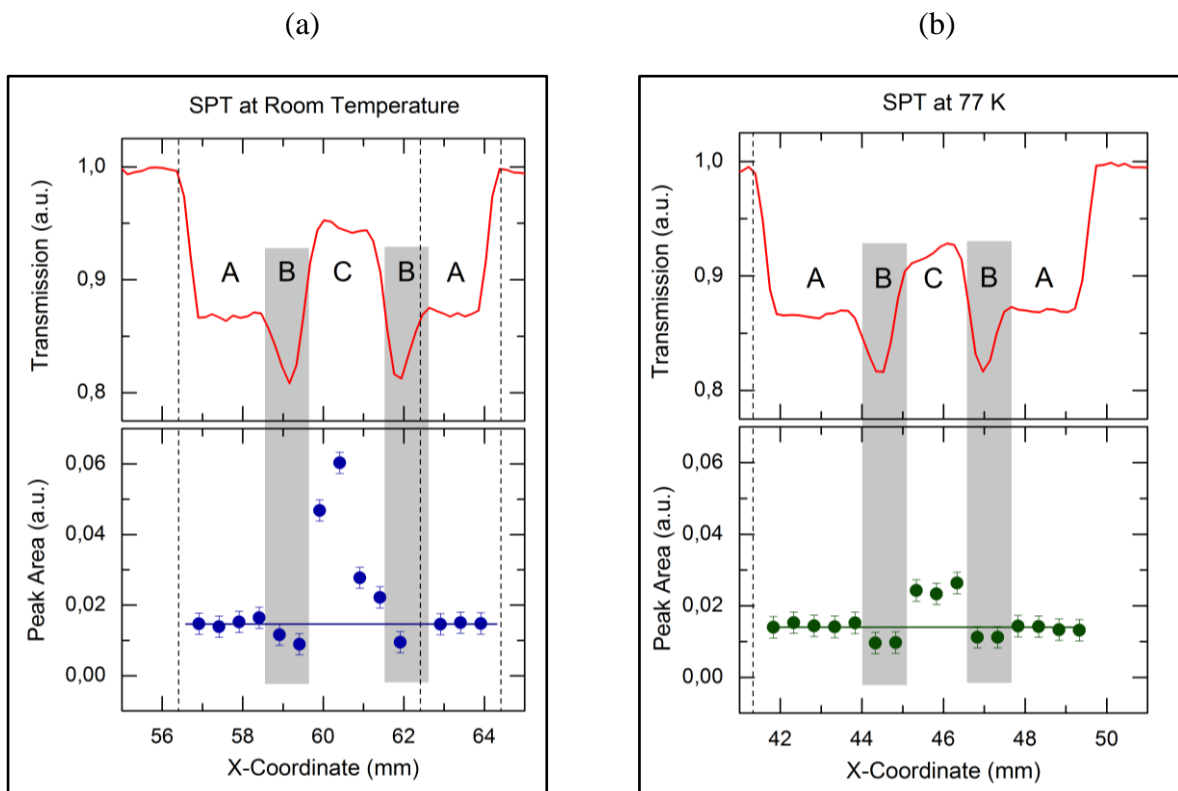 (a)
SPT at Room Temperature
1,0
0,9
0,8
Transmission (a.u.)
A
B
C
B
A
0,06
0,04
0,02
0,00
Peak Area (a.u.)
56
58
60
62
64
X-Coordinate (mm)
(b)
SPT at 77 K
1,0
0,9
0,8
Transmission (a.u.)
A
B
C
B
A
0,06
0,04
0,02
0,00
Peak Area (a.u.)
42
44
46
48
50
X-Coordinate (mm)